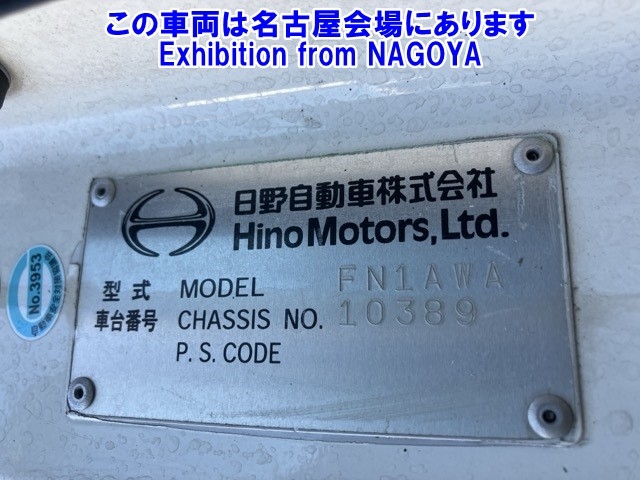 この車両は名古屋会場にあります
Exhibition from NAGOYA
日野自動車株式会社
Hino Motors, Ltd.
型式 MODEL FN1AWA
車台番号 CHASSIS NO. 10389
P. S. CODE
No.3953